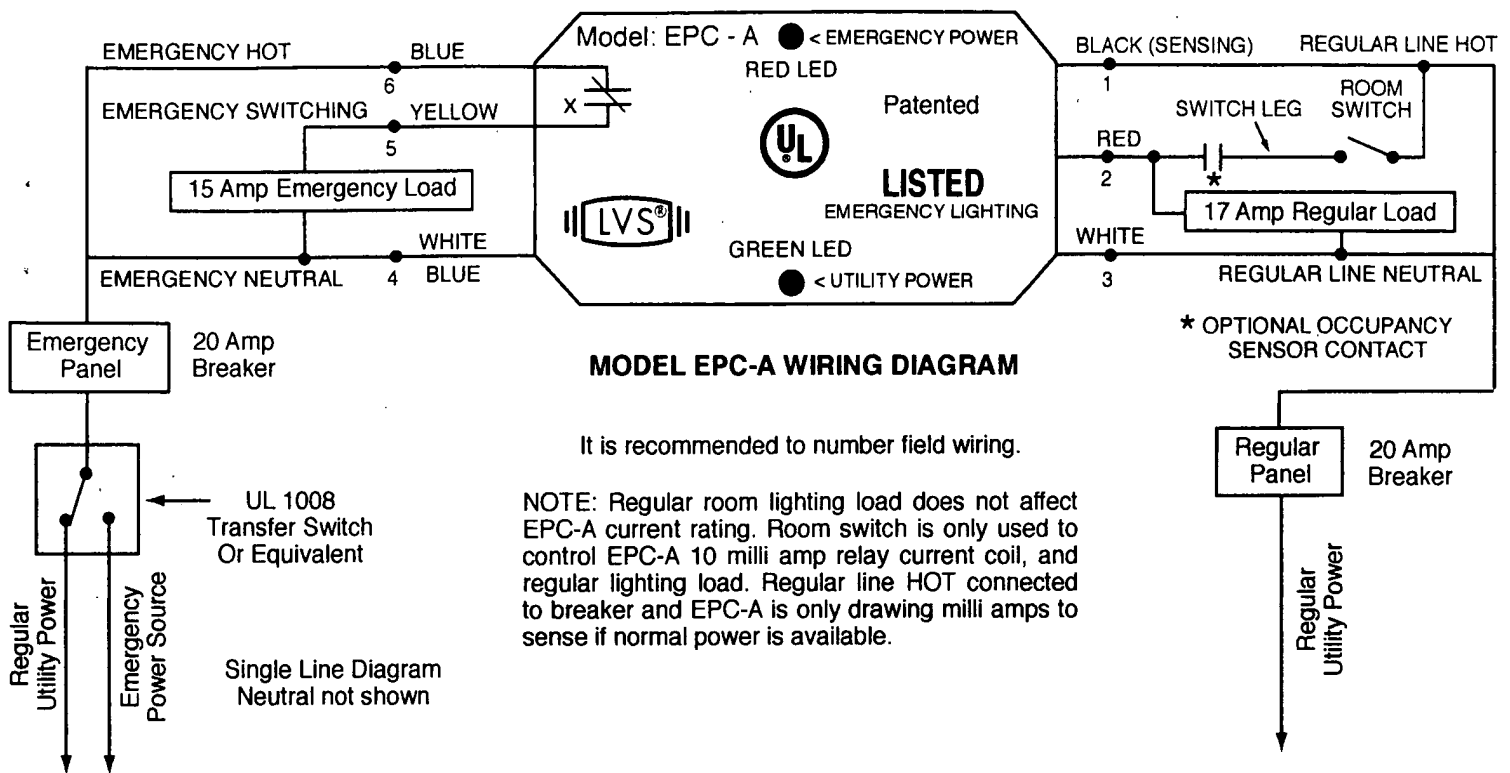 Model: EPC - A < EMERGENCY POWER
RED LED
Patented
UL
®
LISTED
EMERGENCY LIGHTING
LVS®
GREEN LED
< UTILITY POWER
EMERGENCY HOT
BLUE
6
EMERGENCY SWITCHING
YELLOW
5
X
15 Amp Emergency Load
WHITE
BLUE
EMERGENCY NEUTRAL
4
BLACK (SENSING)
REGULAR LINE HOT
1
ROOM
SWITCH
SWITCH LEG
RED
2
*
17 Amp Regular Load
WHITE
3
REGULAR LINE NEUTRAL
* OPTIONAL OCCUPANCY
SENSOR CONTACT
Emergency
Panel
20 Amp
Breaker
MODEL EPC-A WIRING DIAGRAM
It is recommended to number field wiring.
NOTE: Regular room lighting load does not affect
EPC-A current rating. Room switch is only used to
control EPC-A 10 milli amp relay current coil, and
regular lighting load. Regular line HOT connected
to breaker and EPC-A is only drawing milli amps to
sense if normal power is available.
Regular
Panel
20 Amp
Breaker
UL 1008
Transfer Switch
Or Equivalent
Regular
Utility Power
Emergency
Power Source
Single Line Diagram
Neutral not shown
Regular
Utility Power